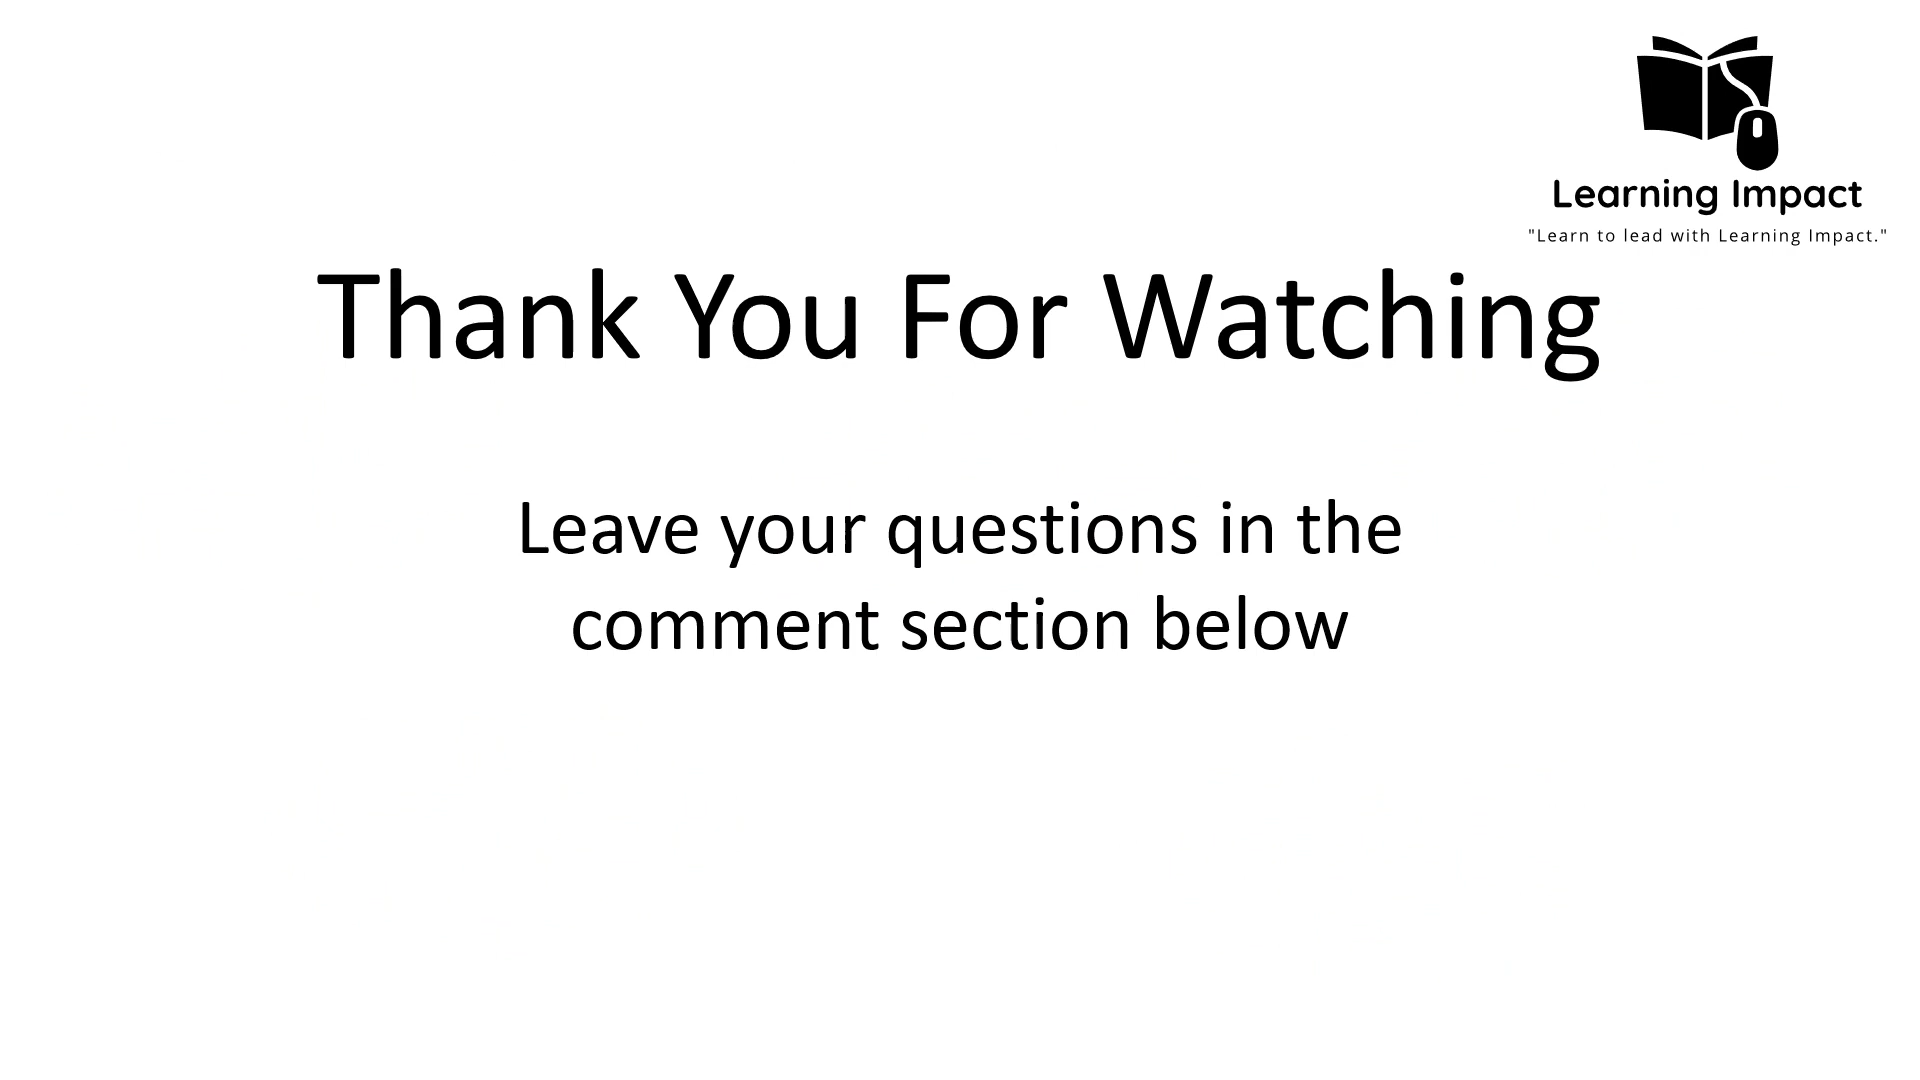 Learning Impact
"Learn to lead with Learning Impact."
Thank You For Watching
Leave your questions in the
comment section below